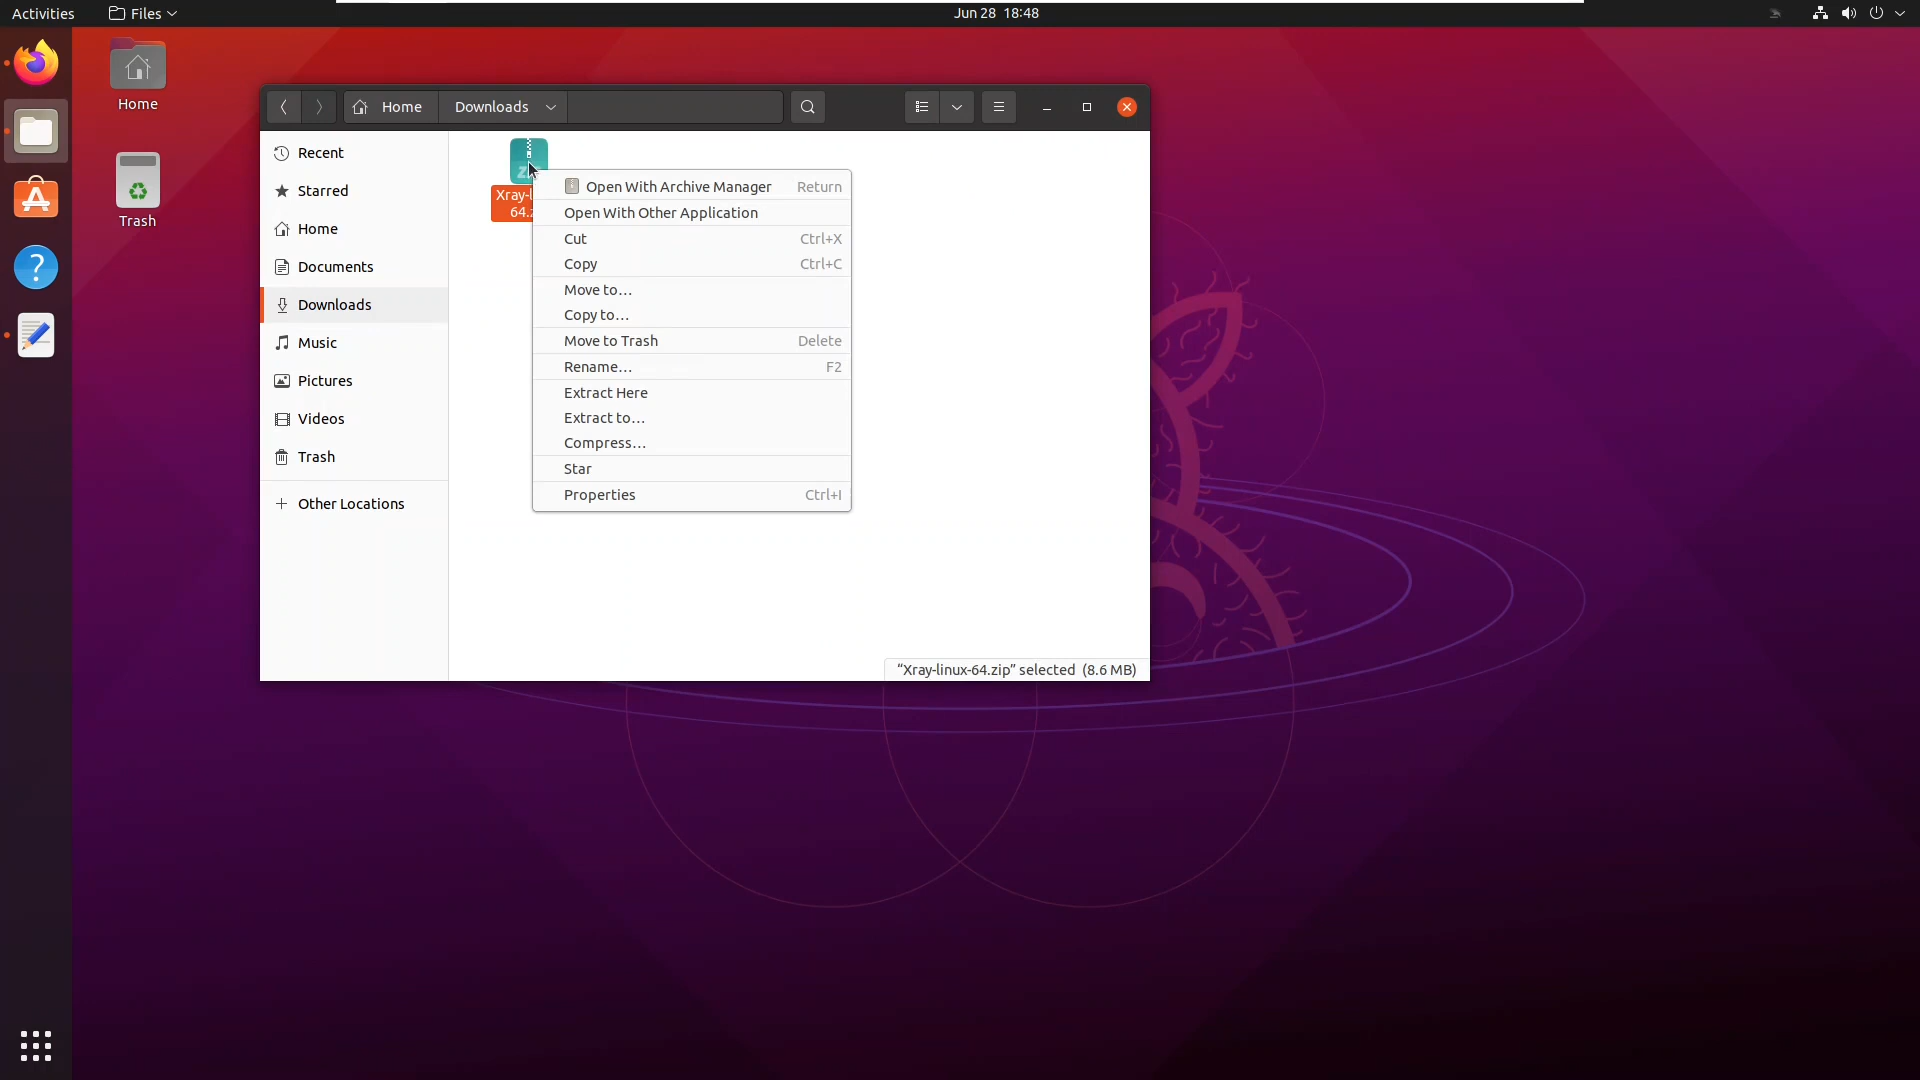 Activities
Files
Jun 28 18:48
Home
Trash
Home
Downloads
Recent
Starred
Home
Documents
Downloads
Music
Pictures
Videos
Trash
Other Locations
Xray-l
64.z
Open With Archive Manager Return
Open With Other Application
Cut Ctrl+X
Copy Ctrl+C
Move to…
Copy to…
Move to Trash Delete
Rename… F2
Extract Here
Extract to…
Compress…
Star
Properties Ctrl+I
“Xray-linux-64.zip” selected (8.6 MB)